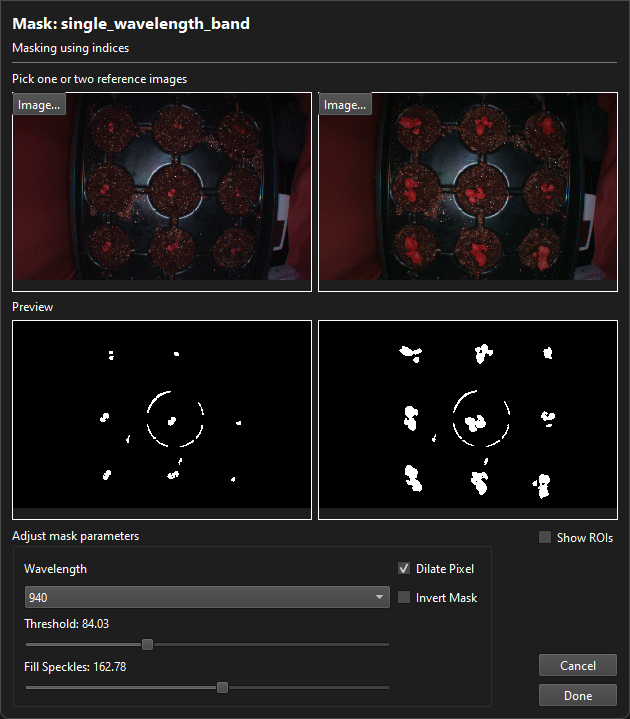 Mask: single_wavelength_band
Masking using indices
Pick one or two reference images
Image... Image...
Preview
Adjust mask parameters
Show ROIs
Wavelength
Dilate Pixel
940
Invert Mask
Threshold: 84.03
Fill Speckles: 162.78
Cancel
Done